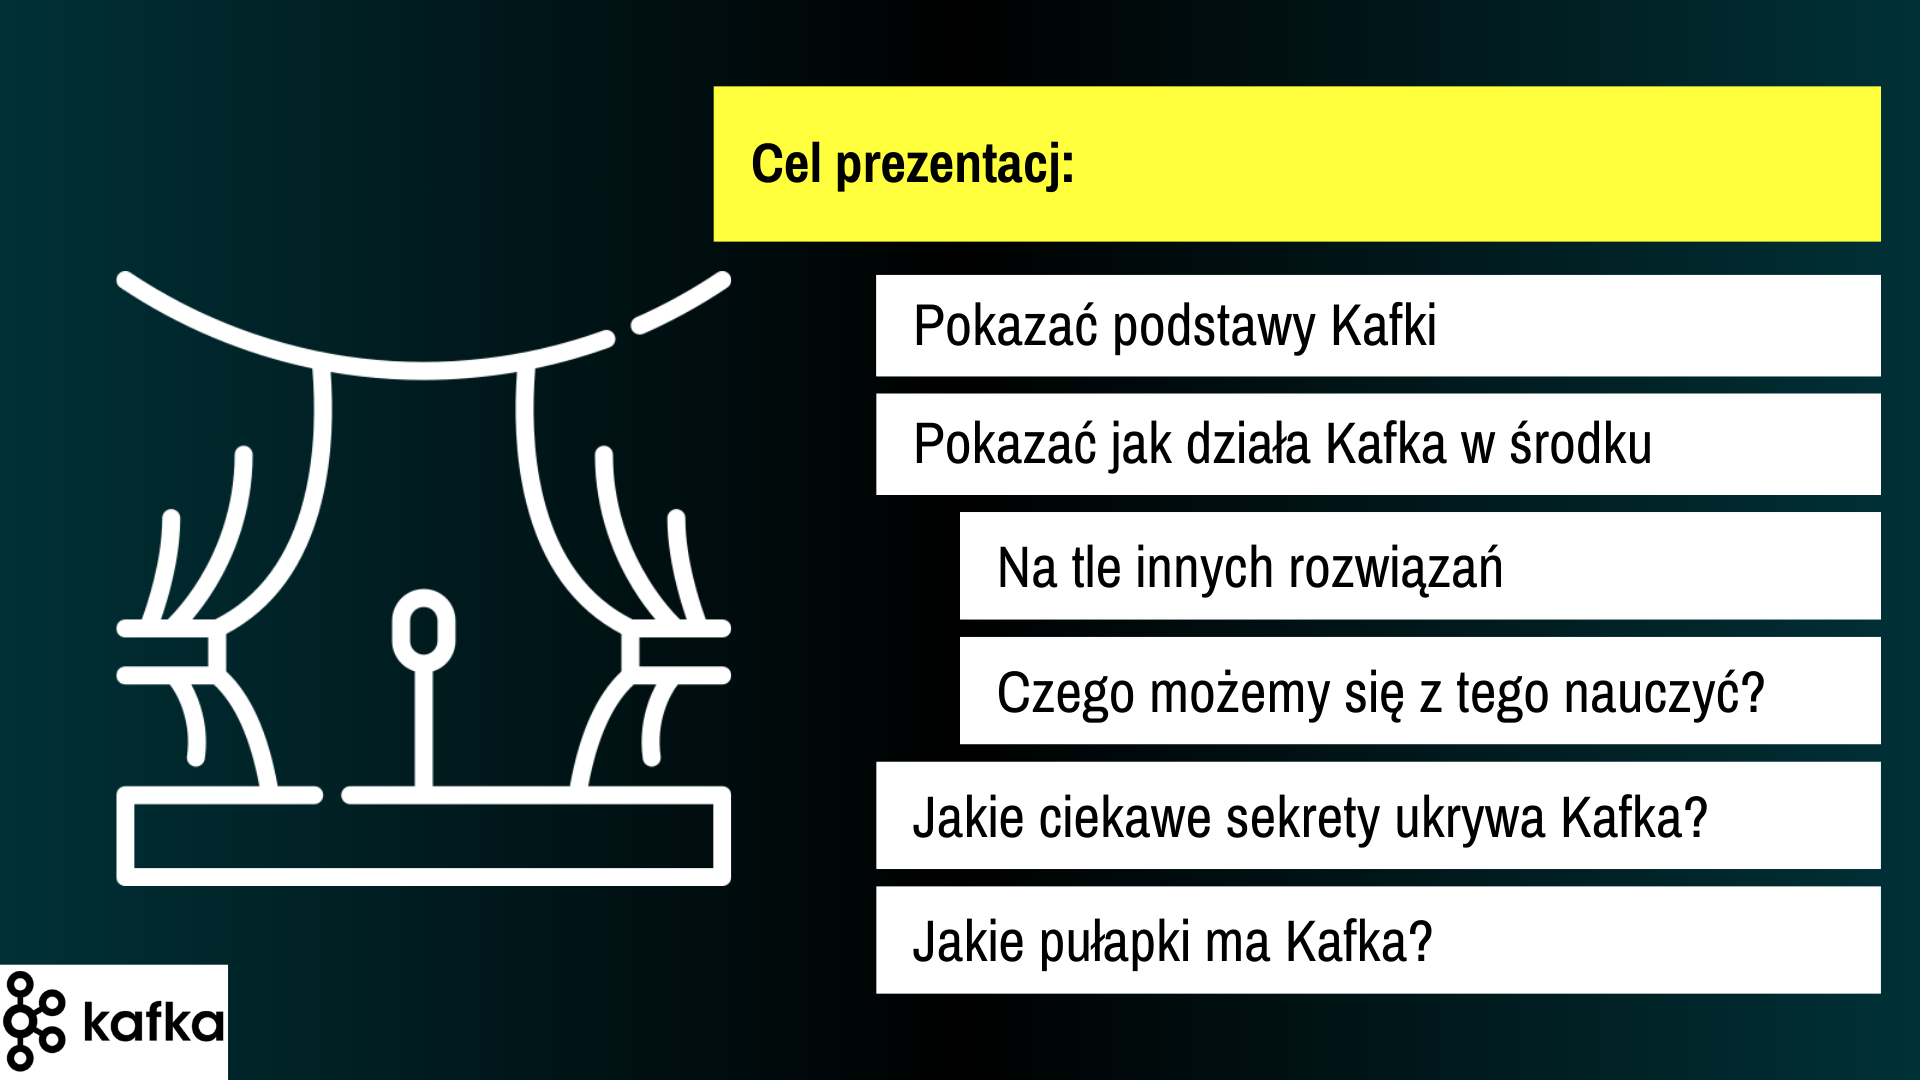 Cel prezentacj:
Pokazać podstawy Kafki
Pokazać jak działa Kafka w środku
Na tle innych rozwiązań
Czego możemy się z tego nauczyć?
Jakie ciekawe sekrety ukrywa Kafka?
Jakie pułapki ma Kafka?
kafka